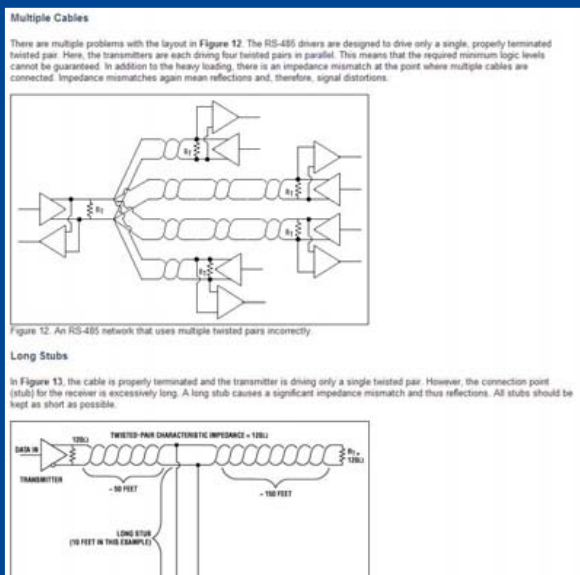 Multiple Cables
There are multiple problems with the layout in Figure 12. The RS-485 drivers are designed to drive only a single, properly terminated
twisted pair. Here, the transmitters are each driving four twisted pairs in parallel. This means that the required minimum logic levels
cannot be guaranteed. In addition to the heavy loading, there is an impedance mismatch at the point where multiple cables are
connected. Impedance mismatches again mean reflections and, therefore, signal distortions.
RT
RT
RT
RT
RT
Figure 12. An RS-485 network that uses multiple twisted pairs incorrectly.
Long Stubs
In Figure 13, the cable is properly terminated and the transmitter is driving only a single twisted pair. However, the connection point
(stub) for the receiver is excessively long. A long stub causes a significant impedance mismatch and thus reflections. All stubs should be
kept as short as possible.
120Ω
TWISTED-PAIR CHARACTERISTIC IMPEDANCE = 120Ω
DATA IN
RT =
120Ω
TRANSMITTER
~ 50 FEET
~ 150 FEET
LONG STUB
(10 FEET IN THIS EXAMPLE)